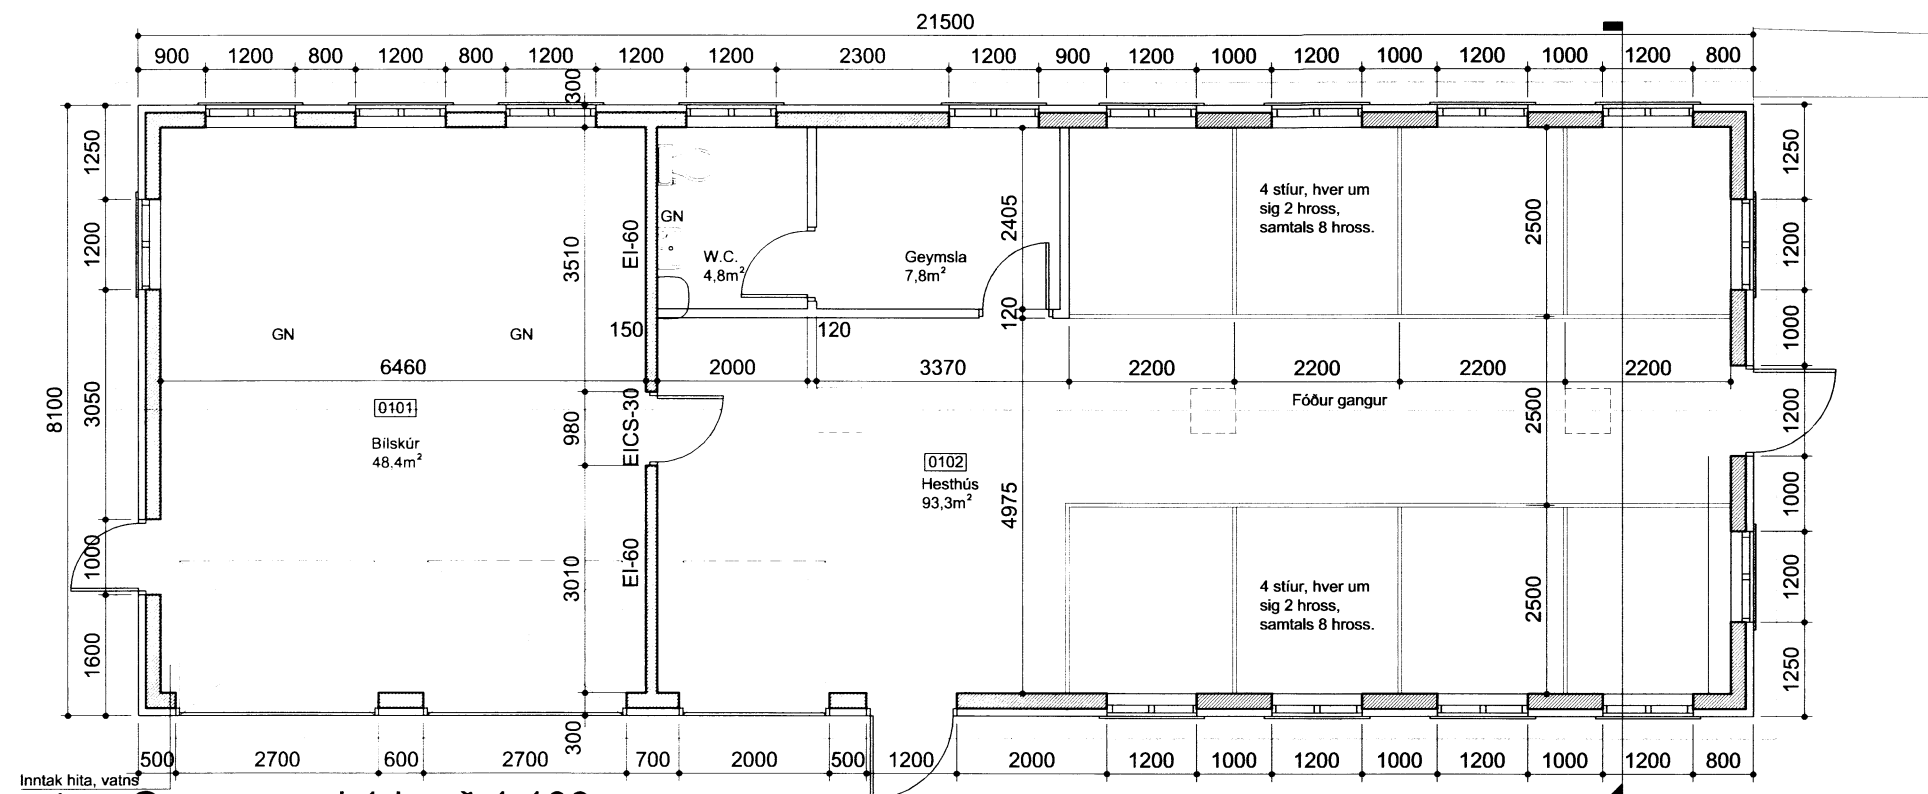 21500
900 1200 800 1200 800 1200 1200 1200 2300 1200 900 1200 1000 1200 1000 1200 1000 1200 800
300
8100
1250
1200
3050
1000
1600
3510
980
3010
300
EI-60
EICS-30
EI-60
GN
GN
GN
W.C.
4,8m²
Geymsla
7,8m²
2405
120
4975
4 stíur, hver um
sig 2 hross,
samtals 8 hross.
2500
2500
2500
150
120
6460 2000 3370 2200 2200 2200 2200
0101
Bílskúr
48,4m²
Fóður gangur
0102
Hesthús
93,3m²
4 stíur, hver um
sig 2 hross,
samtals 8 hross.
1250
1200
1000
1200
1000
1200
1250
500 2700 600 2700 700 2000 500 1200 2000 1200 1000 1200 1000 1200 1000 1200 800
Inntak hita, vatns